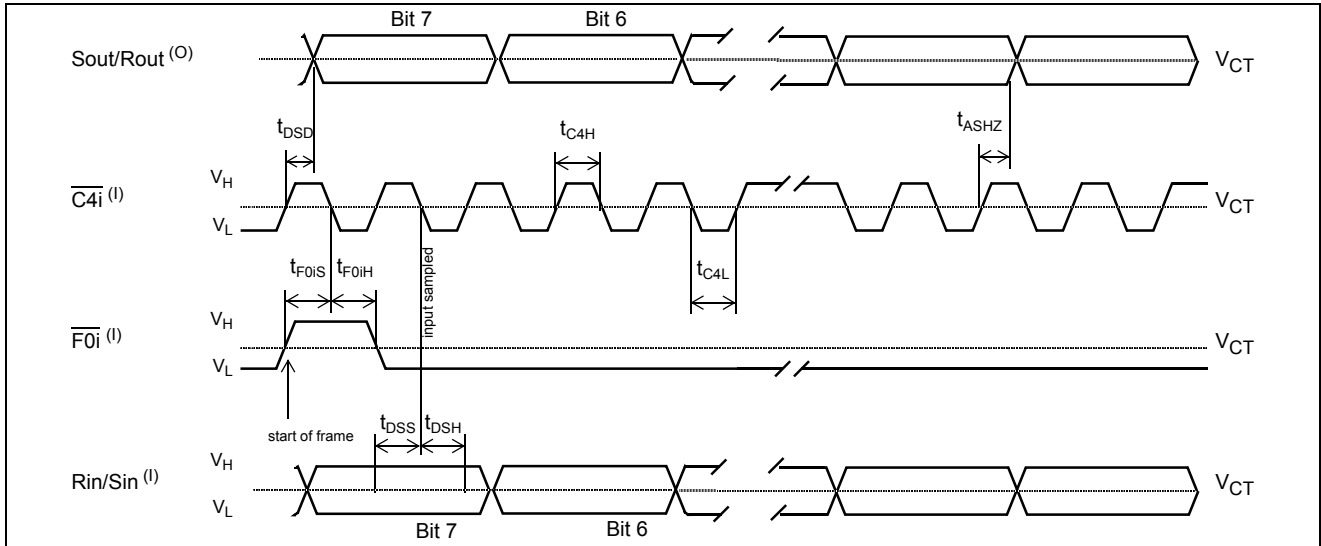 Bit 7 Bit 6
Sout/Rout (O) VCT
tDSD tC4H tASHZ
C4i (I) VH VCT
VL
tF0iS tF0iH input sampled tC4L
F0i (I) VH VCT
VL
start of frame tDSS tDSH
Rin/Sin (I) VH VCT
VL
Bit 7 Bit 6